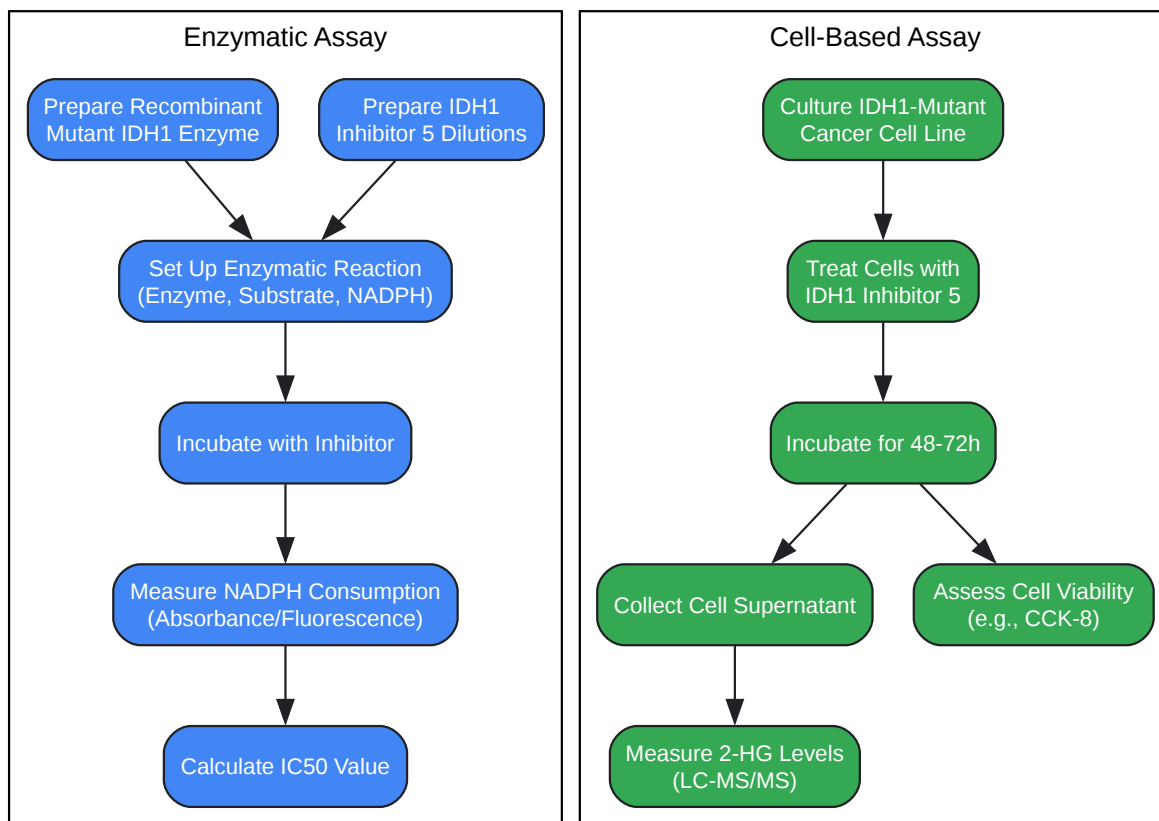 Enzymatic Assay
Prepare Recombinant
Mutant IDH1 Enzyme
Prepare IDH1
Inhibitor 5 Dilutions
Set Up Enzymatic Reaction
(Enzyme, Substrate, NADPH)
Incubate with Inhibitor
Measure NADPH Consumption
(Absorbance/Fluorescence)
Calculate IC50 Value
Cell-Based Assay
Culture IDH1-Mutant
Cancer Cell Line
Treat Cells with
IDH1 Inhibitor 5
Incubate for 48-72h
Collect Cell Supernatant
Assess Cell Viability
(e.g., CCK-8)
Measure 2-HG Levels
(LC-MS/MS)